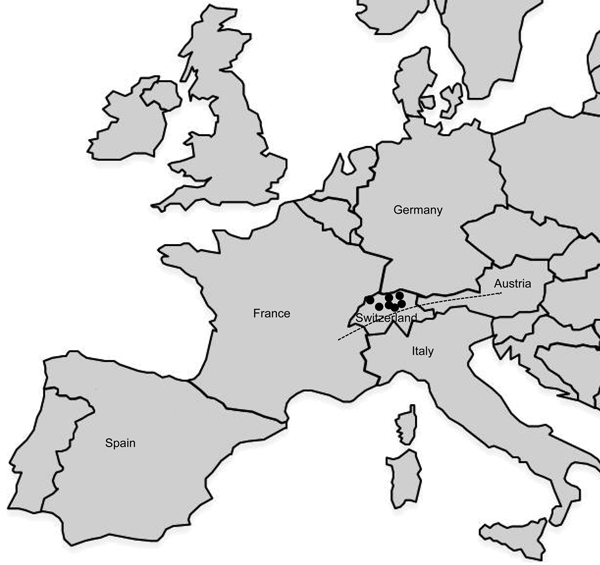 Germany
Austria
France
Switzerland
Italy
Spain